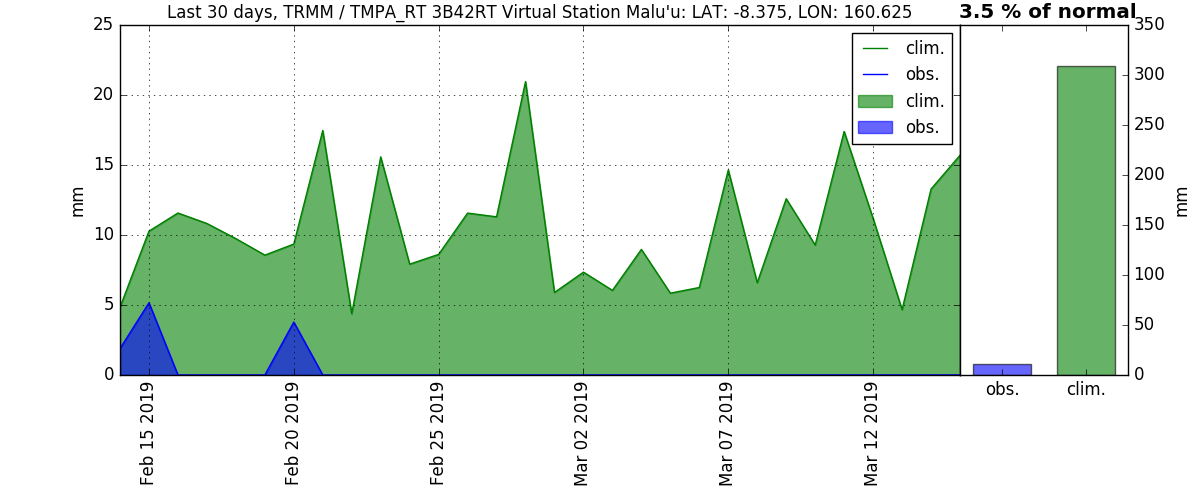 Last 30 days, TRMM / TMPA_RT 3B42RT Virtual Station Malu'u: LAT: -8.375, LON: 160.625
3.5 % of normal
25
20
15
10
5
0
mm
clim.
obs.
clim.
obs.
Feb 15 2019
Feb 20 2019
Feb 25 2019
Mar 02 2019
Mar 07 2019
Mar 12 2019
350
300
250
200
150
100
50
0
mm
obs.
clim.